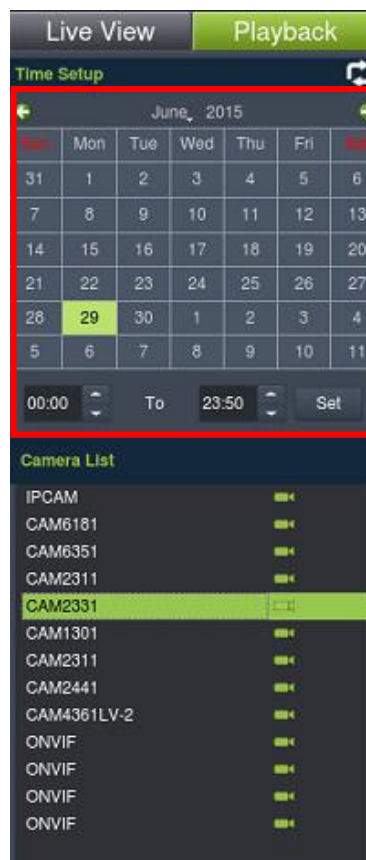 Live View Playback
Time Setup
June, 2015
Mon Tue Wed Thu Fri
31 1 2 3 4 5 6
7 8 9 10 11 12 13
14 15 16 17 18 19 20
21 22 23 24 25 26 27
28 29 30 1 2 3 4
5 6 7 8 9 10 11
00:00 To 23:50 Set
Camera List
IPCAM
CAM6181
CAM6351
CAM2311
CAM2331
CAM1301
CAM2311
CAM2441
CAM4361LV-2
ONVIF
ONVIF
ONVIF
ONVIF